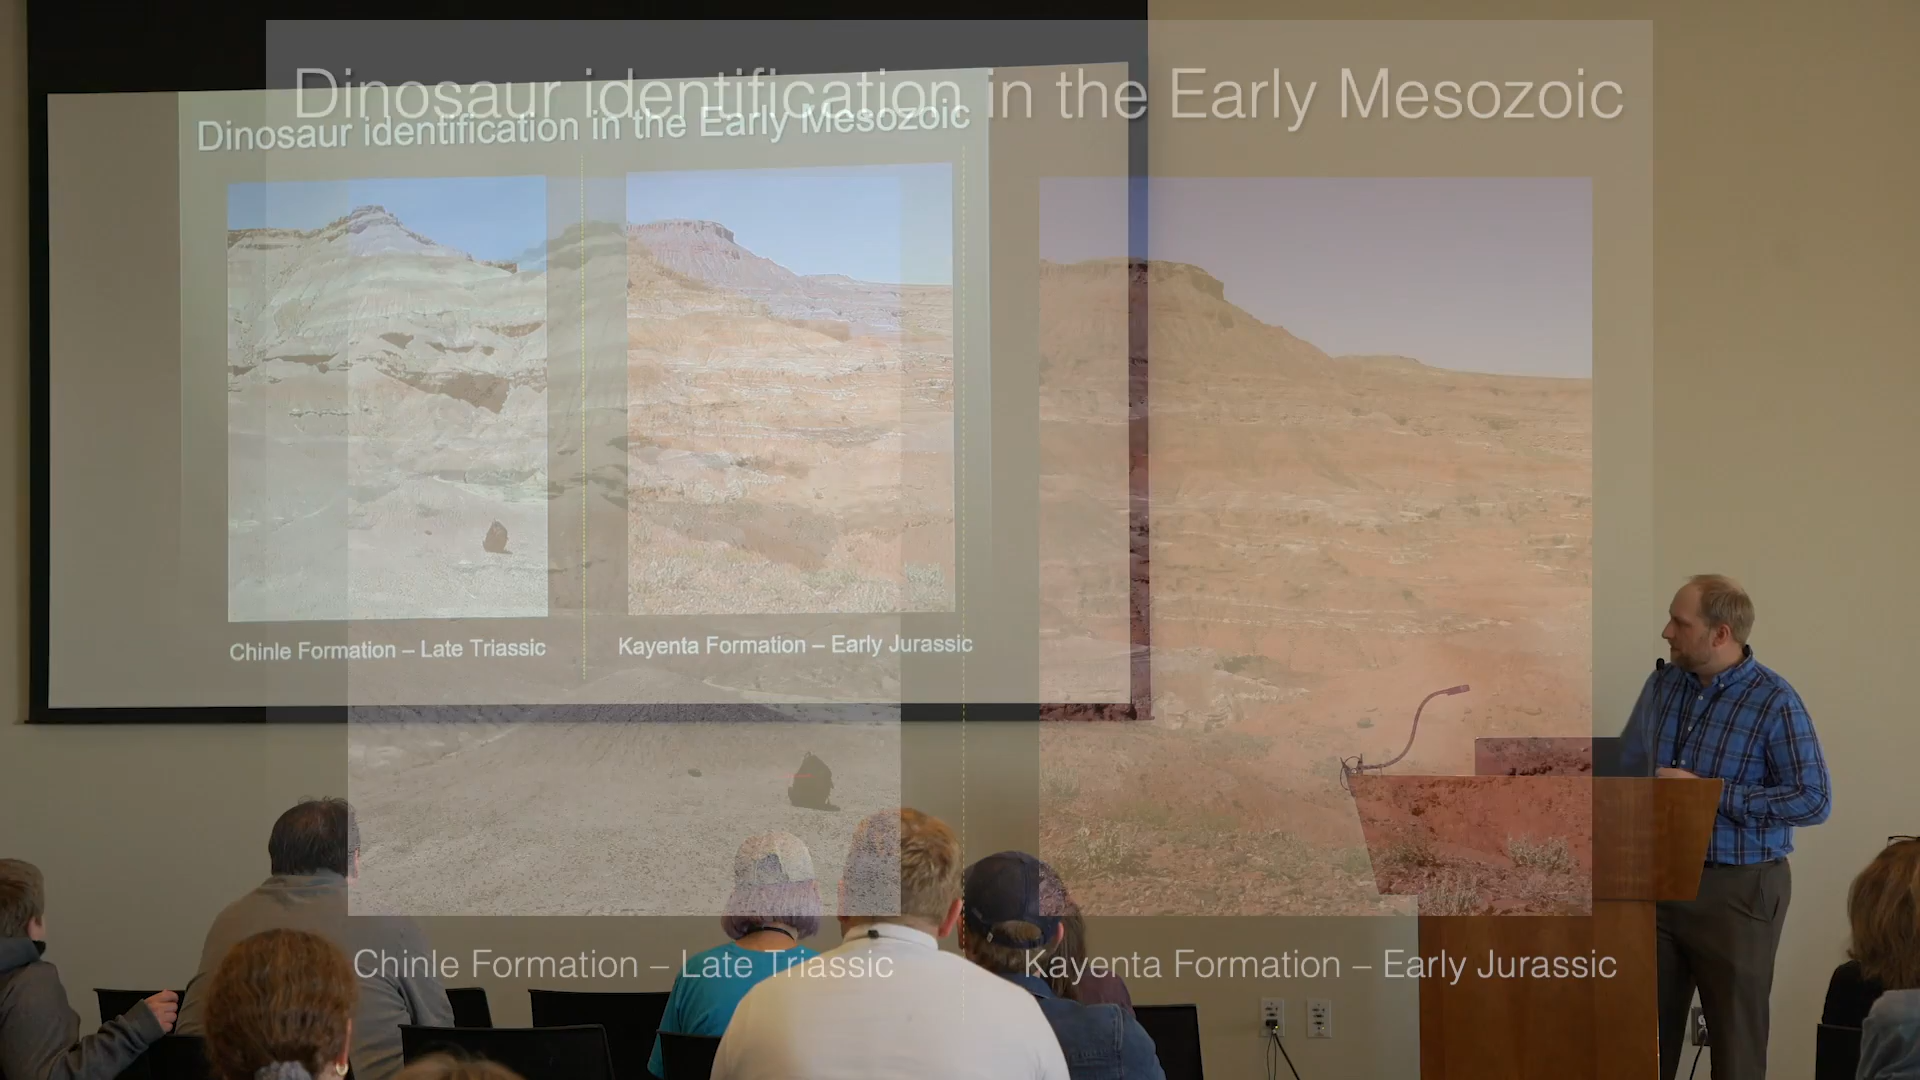 Dinosaur identification in the Early Mesozoic
Dinosaur identification in the Early Mesozoic
Chinle Formation – Late Triassic
Kayenta Formation – Early Jurassic
Chinle Formation – Late Triassic
Kayenta Formation – Early Jurassic